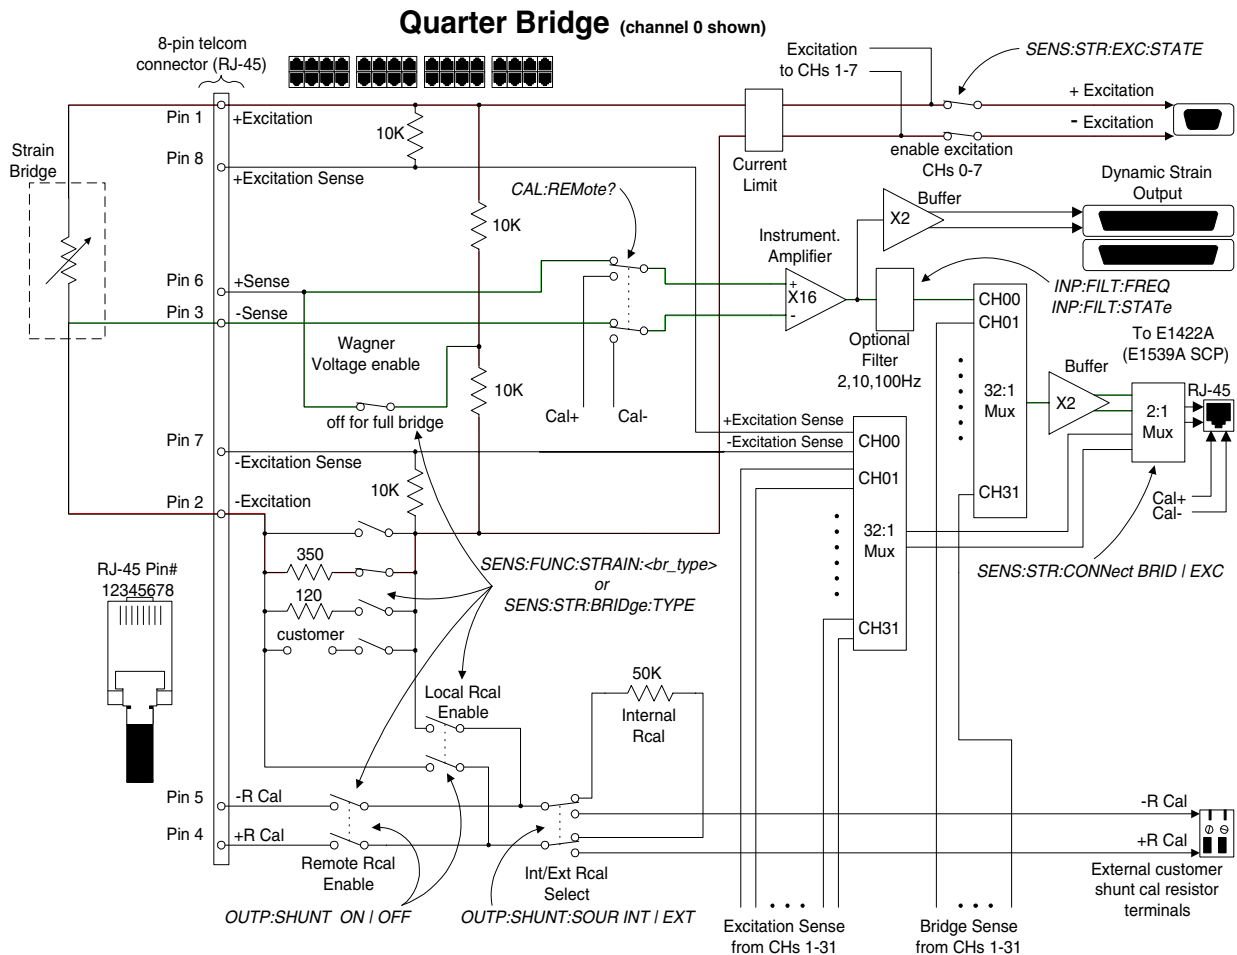 Quarter Bridge (channel 0 shown)
8-pin telcom
connector (RJ-45)
Excitation
to CHs 1-7
SENS:STR:EXC:STATE
Pin 1
+Excitation
10K
+ Excitation
- Excitation
Strain
Bridge
Pin 8
+Excitation Sense
Current
Limit
enable excitation
CHs 0-7
Dynamic Strain
Output
CAL:REMote?
Buffer
X2
10K
Instrument.
Amplifier
Pin 6
+Sense
+
X16
-
INP:FILT:FREQ
INP:FILT:STATe
CH00
Pin 3
-Sense
CH01
Wagner
Voltage enable
Optional
Filter
2,10,100Hz
To E1422A
(E1539A SCP)
Buffer
RJ-45
10K
32:1
Mux
X2
2:1
Mux
off for full bridge
Cal+
Cal-
+Excitation Sense
-Excitation Sense
CH00
Pin 7
-Excitation Sense
CH01
10K
CH31
Pin 2
-Excitation
Cal+
Cal-
32:1
Mux
350
SENS:FUNC:STRAIN:<br_type>
or
SENS:STR:BRIDge:TYPE
SENS:STR:CONNect BRID | EXC
RJ-45 Pin#
12345678
120
customer
CH31
50K
Internal
Rcal
Local Rcal
Enable
Pin 5
-R Cal
-R Cal
Pin 4
+R Cal
+R Cal
Remote Rcal
Enable
Int/Ext Rcal
Select
External customer
shunt cal resistor
terminals
OUTP:SHUNT ON | OFF
OUTP:SHUNT:SOUR INT | EXT
Excitation Sense
from CHs 1-31
Bridge Sense
from CHs 1-31